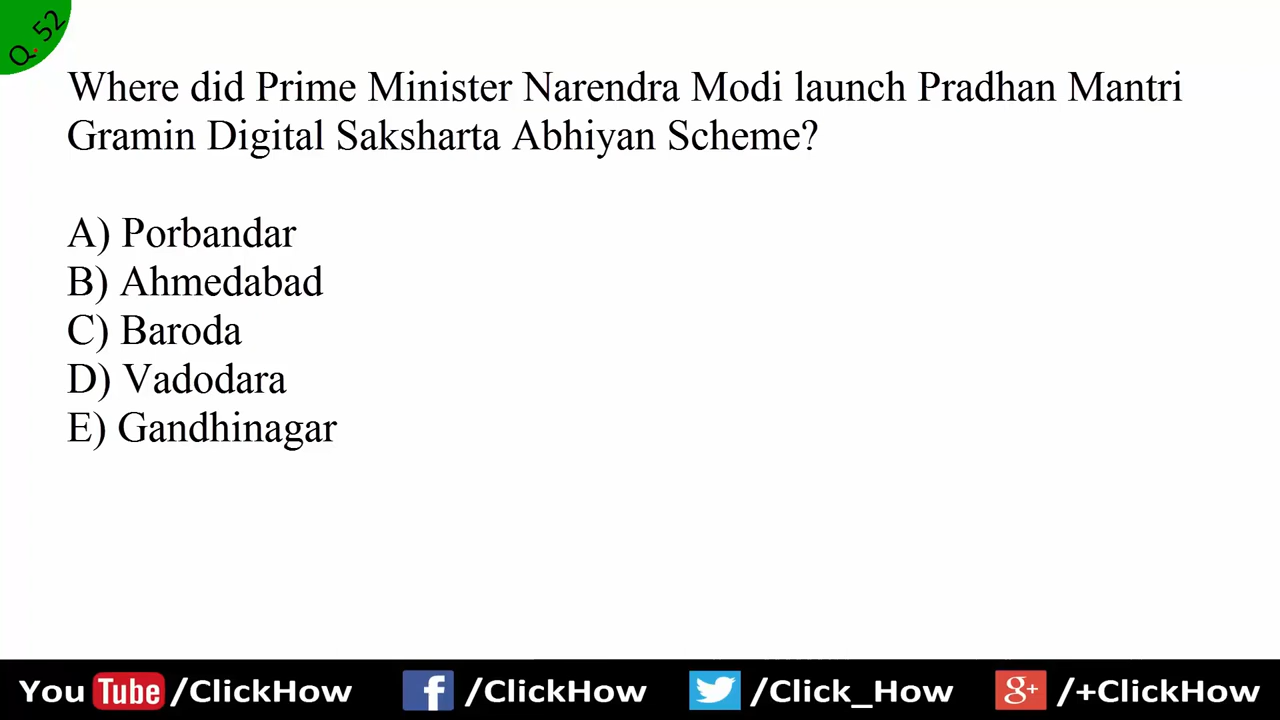 Q. 52
Where did Prime Minister Narendra Modi launch Pradhan Mantri
Gramin Digital Saksharta Abhiyan Scheme?
A) Porbandar
B) Ahmedabad
C) Baroda
D) Vadodara
E) Gandhinagar
You Tube /ClickHow f /ClickHow /Click_How g+ /+ClickHow